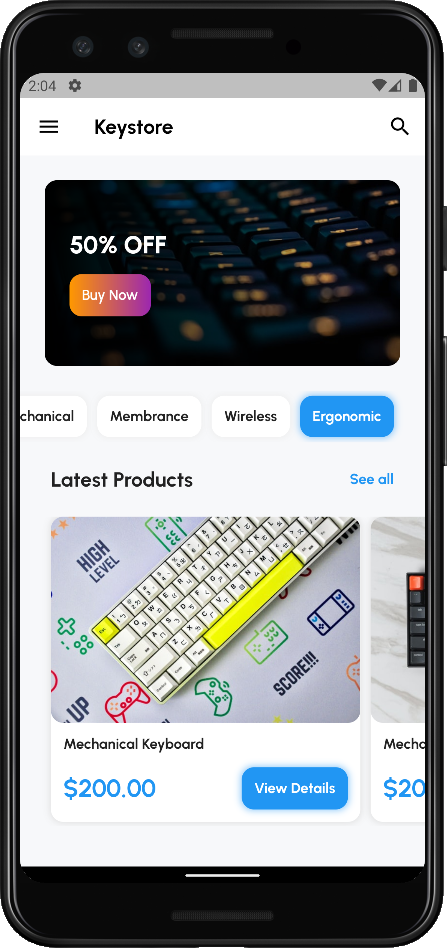 2:04
Keystore
50% OFF
Buy Now
chanical
Membrance
Wireless
Ergonomic
Latest Products
See all
HIGH
LEVEL
SCORE!!!
UP
Mechanical Keyboard
Mecha
$200.00
View Details
$20